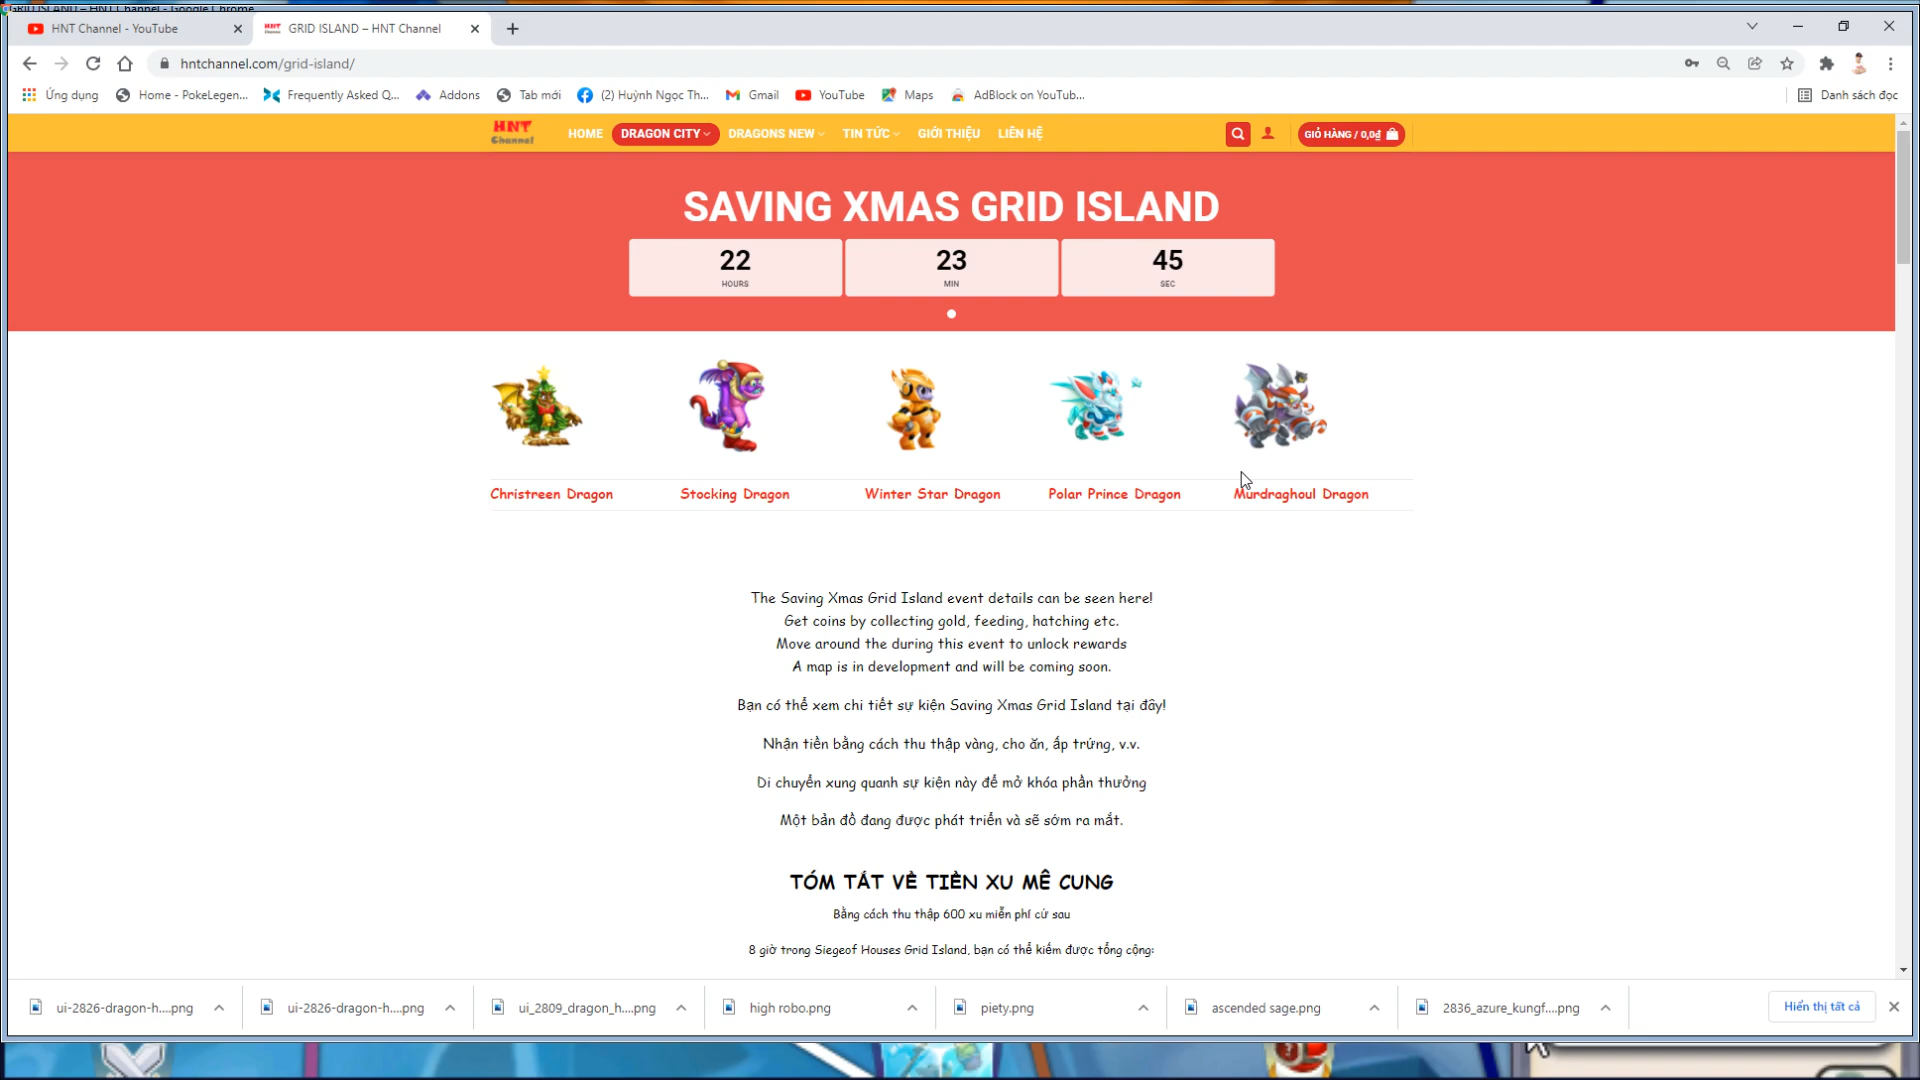 GRID ISLAND – HNT Channel - Google Chrome
HNT Channel - YouTube
GRID ISLAND – HNT Channel
hntchannel.com/grid-island/
Ứng dụng
Home - PokeLegen...
Frequently Asked Q...
Addons
Tab mới
(2) Huỳnh Ngọc Th...
Gmail
YouTube
Maps
AdBlock on YouTub...
Danh sách đọc
HNT Channel
HOME
DRAGON CITY
DRAGONS NEW
TIN TỨC
GIỚI THIỆU
LIÊN HỆ
GIỎ HÀNG / 0,0₫
SAVING XMAS GRID ISLAND
22
HOURS
23
MIN
45
SEC
Christreen Dragon
Stocking Dragon
Winter Star Dragon
Polar Prince Dragon
Murdraghoul Dragon
The Saving Xmas Grid Island event details can be seen here!
Get coins by collecting gold, feeding, hatching etc.
Move around the during this event to unlock rewards
A map is in development and will be coming soon.
Bạn có thể xem chi tiết sự kiện Saving Xmas Grid Island tại đây!
Nhận tiền bằng cách thu thập vàng, cho ăn, ấp trứng, v.v.
Di chuyển xung quanh sự kiện này để mở khóa phần thưởng
Một bản đồ đang được phát triển và sẽ sớm ra mắt.
TÓM TẮT VỀ TIỀN XU MÊ CUNG
Bằng cách thu thập 600 xu miễn phí cứ sau
8 giờ trong Siegeof Houses Grid Island, bạn có thể kiếm được tổng cộng:
ui-2826-dragon-h....png
ui-2826-dragon-h....png
ui_2809_dragon_h....png
high robo.png
piety.png
ascended sage.png
2836_azure_kungf....png
Hiển thị tất cả